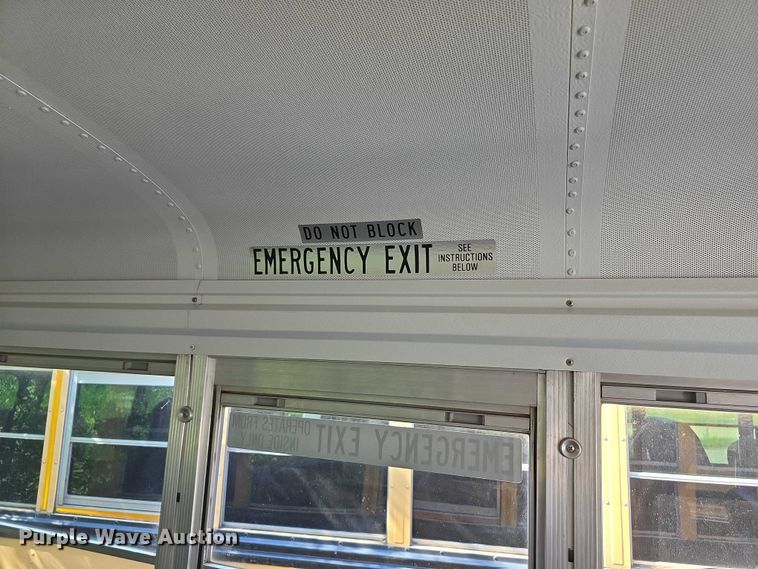 DO NOT BLOCK
EMERGENCY EXIT
SEE
INSTRUCTIONS
BELOW
EMERGENCY EXIT
OPERATES FROM
INSIDE ONLY
Purple Wave Auction